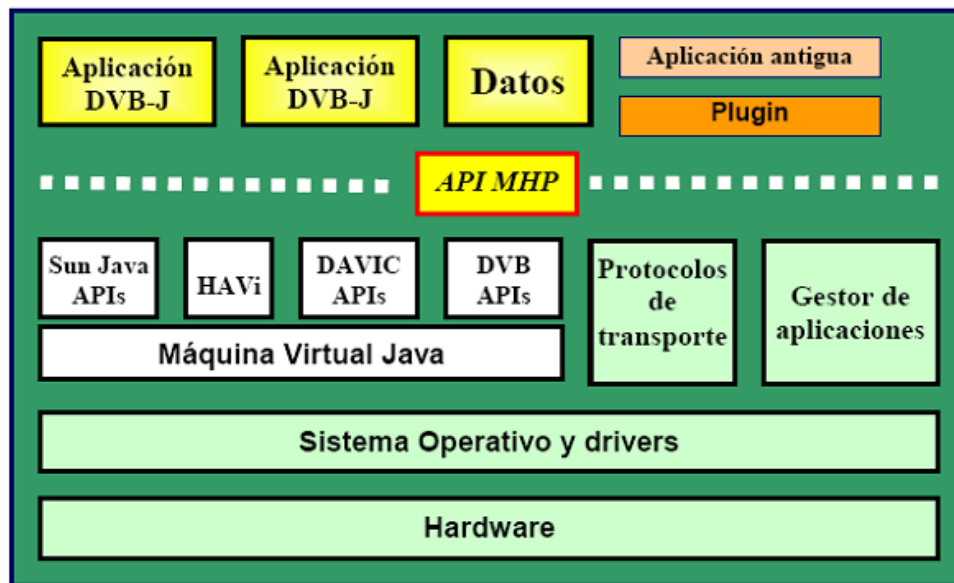 Aplicación
DVB-J
Aplicación
DVB-J
Datos
Aplicación antigua
Plugin
API MHP
Sun Java
APIs
HAVi
DAVIC
APIs
DVB
APIs
Protocolos
de
transporte
Gestor de
aplicaciones
Máquina Virtual Java
Sistema Operativo y drivers
Hardware